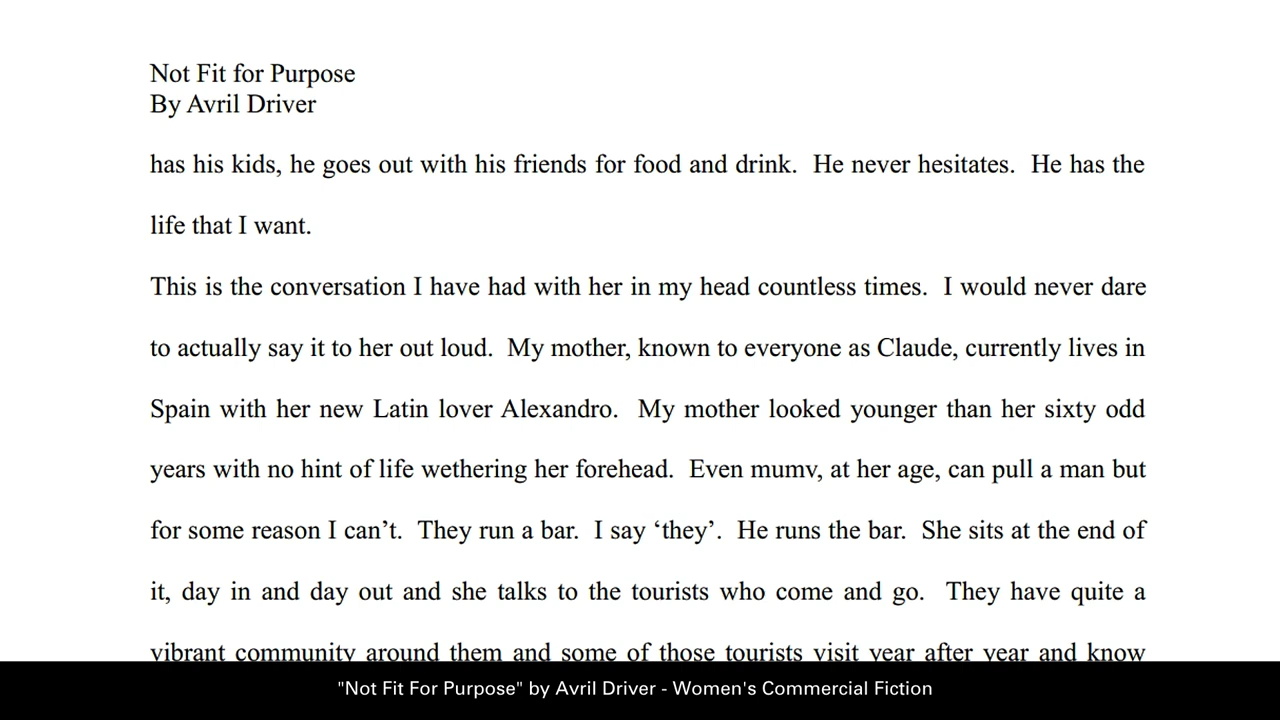 Not Fit for Purpose
By Avril Driver
has his kids, he goes out with his friends for food and drink.  He never hesitates.  He has the
life that I want.
This is the conversation I have had with her in my head countless times.  I would never dare
to actually say it to her out loud.  My mother, known to everyone as Claude, currently lives in
Spain with her new Latin lover Alexandro.  My mother looked younger than her sixty odd
years with no hint of life wethering her forehead.  Even mumv, at her age, can pull a man but
for some reason I can’t.  They run a bar.  I say ‘they’.  He runs the bar.  She sits at the end of
it, day in and day out and she talks to the tourists who come and go.  They have quite a
vibrant community around them and some of those tourists visit year after year and know
"Not Fit For Purpose" by Avril Driver - Women's Commercial Fiction